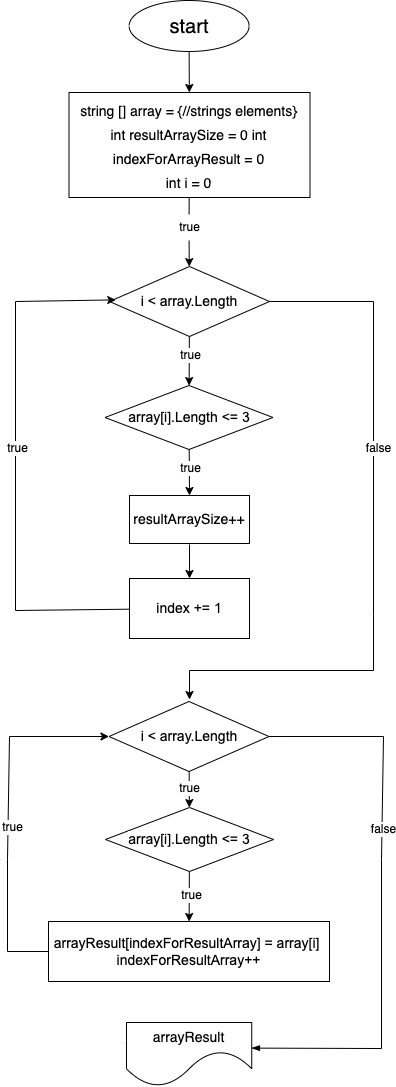 start
string [] array = {//strings elements}
int resultArraySize = 0 int
indexForArrayResult = 0
int i = 0
true
i < array.Length
true
array[i].Length <= 3
true
false
true
resultArraySize++
index += 1
i < array.Length
true
true
false
array[i].Length <= 3
true
arrayResult[indexForResultArray] = array[i]
indexForResultArray++
arrayResult